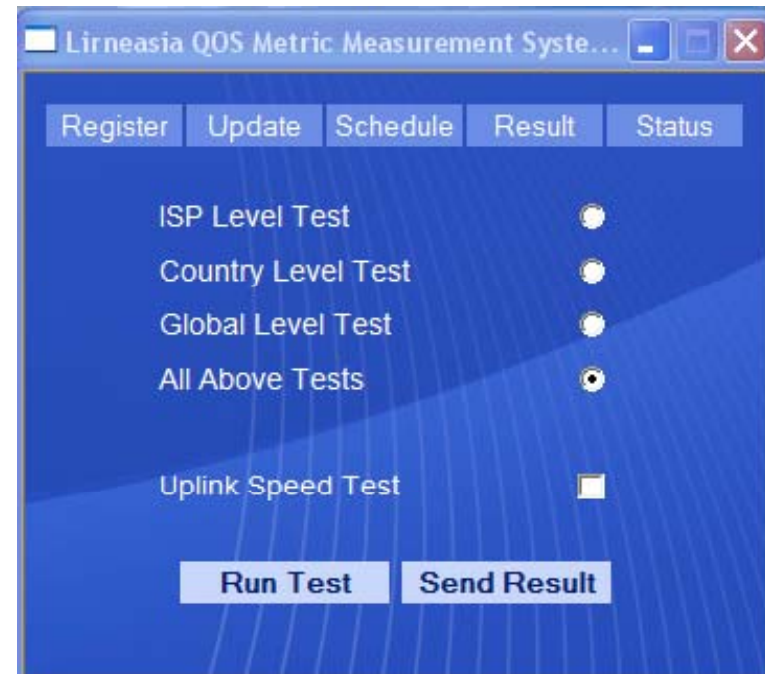 Lirneasia QOS Metric Measurement Syste...
Register Update Schedule Result Status
ISP Level Test
Country Level Test
Global Level Test
All Above Tests
Uplink Speed Test
Run Test Send Result